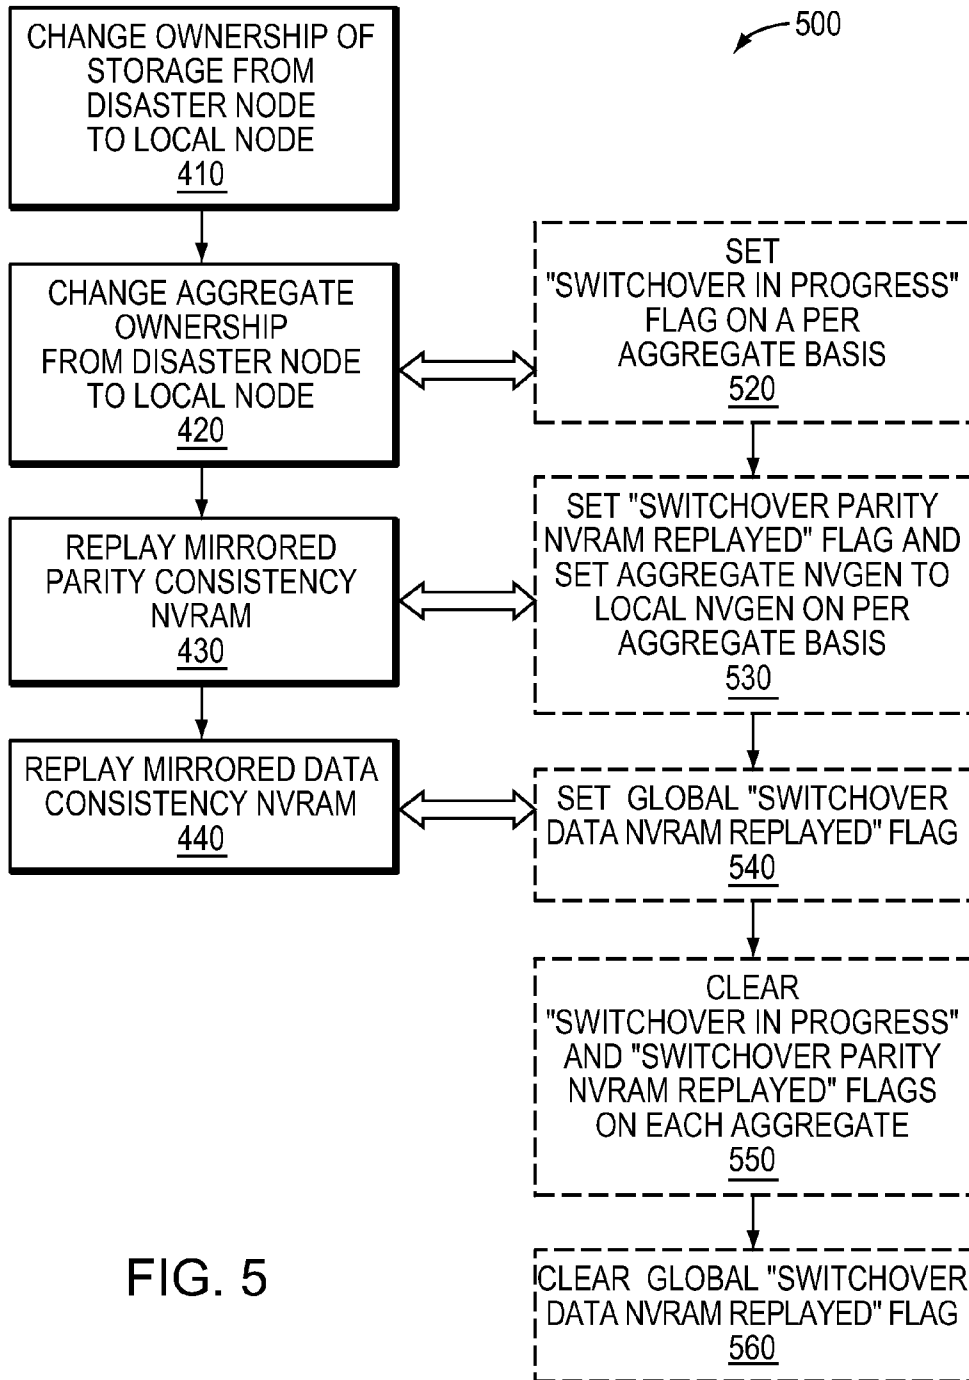 500
CHANGE OWNERSHIP OF
STORAGE FROM
DISASTER NODE
TO LOCAL NODE
410
CHANGE AGGREGATE
OWNERSHIP
FROM DISASTER NODE
TO LOCAL NODE
420
REPLAY MIRRORED
PARITY CONSISTENCY
NVRAM
430
REPLAY MIRRORED DATA
CONSISTENCY NVRAM
440
SET
"SWITCHOVER IN PROGRESS"
FLAG ON A PER
AGGREGATE BASIS
520
SET "SWITCHOVER PARITY
NVRAM REPLAYED" FLAG AND
SET AGGREGATE NVGEN TO
LOCAL NVGEN ON PER
AGGREGATE BASIS
530
SET GLOBAL "SWITCHOVER
DATA NVRAM REPLAYED" FLAG
540
CLEAR
"SWITCHOVER IN PROGRESS"
AND "SWITCHOVER PARITY
NVRAM REPLAYED" FLAGS
ON EACH AGGREGATE
550
CLEAR GLOBAL "SWITCHOVER
DATA NVRAM REPLAYED" FLAG
560
FIG. 5